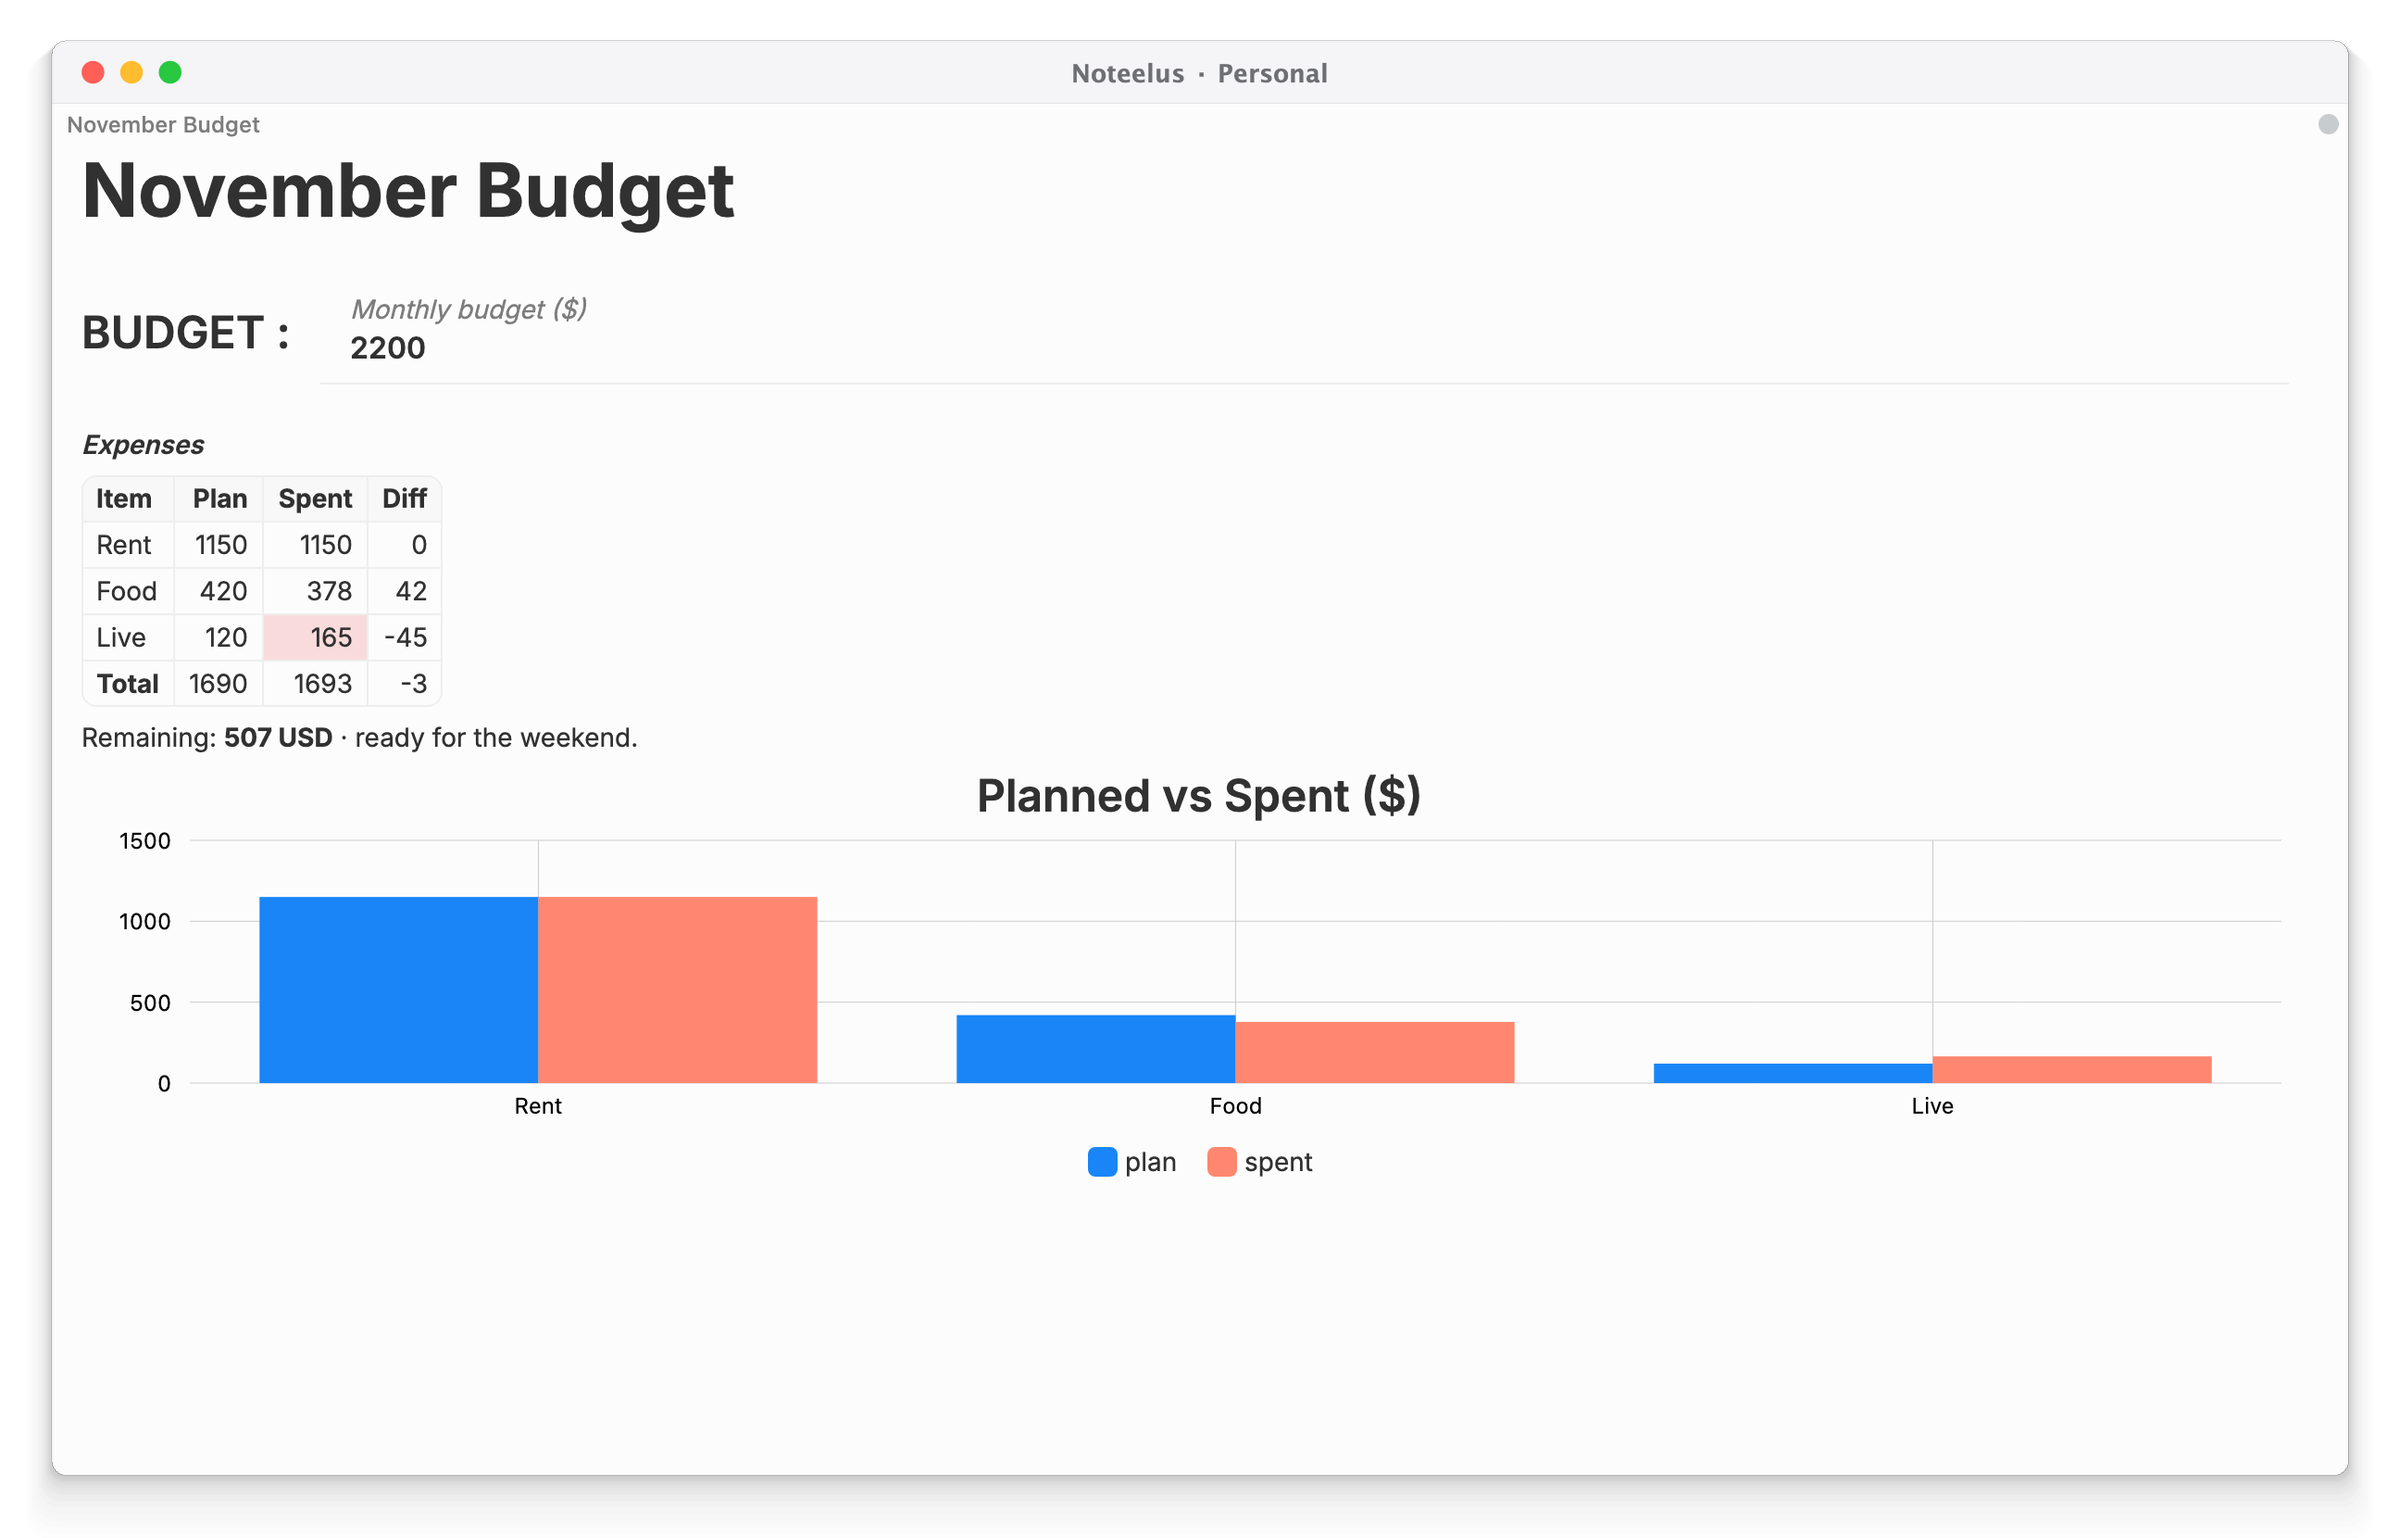 Noteelus · Personal
November Budget
November Budget
BUDGET :
Monthly budget ($)
2200
Expenses
Item Plan Spent Diff
Rent 1150 1150 0
Food 420 378 42
Live 120 165 -45
Total 1690 1693 -3
Remaining: 507 USD · ready for the weekend.
Planned vs Spent ($)
1500
1000
500
0
Rent Food Live
plan spent